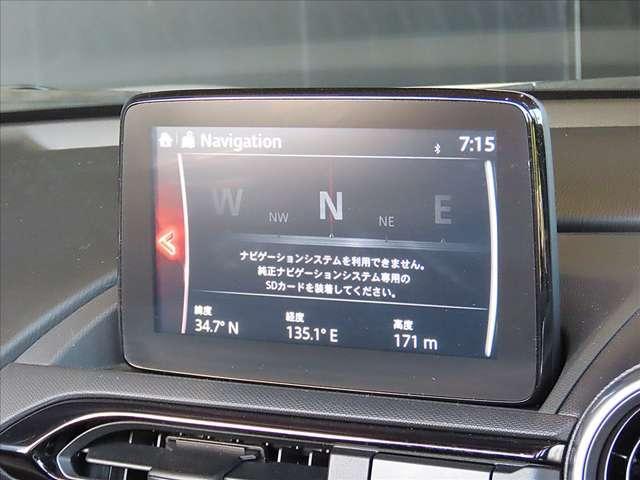 Navigation 7:15
W NW N NE E
ナビゲーションシステムを利用できません。
純正ナビゲーションシステム専用の
SDカードを装着してください。
緯度 経度 高度
34.7° N 135.1° E 171 m